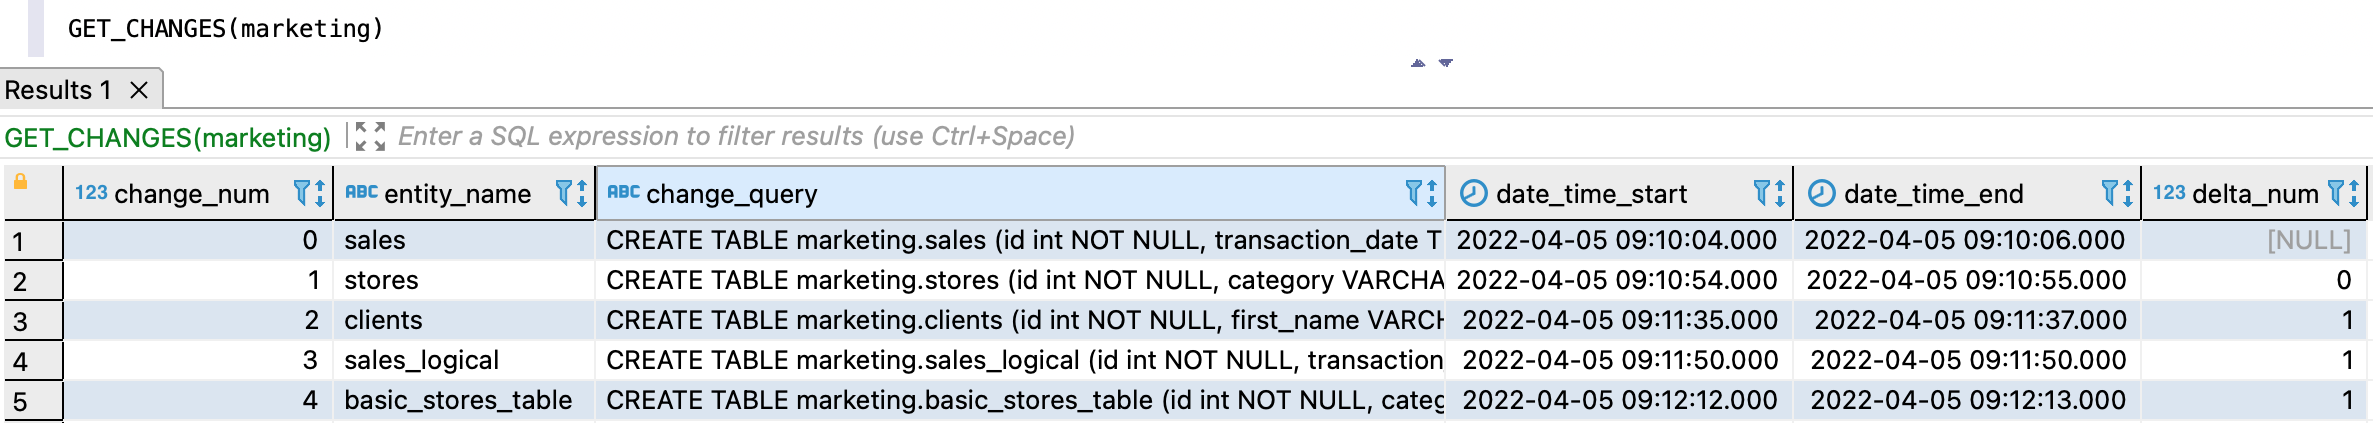 GET_CHANGES(marketing)
Results 1
GET_CHANGES(marketing) Enter a SQL expression to filter results (use Ctrl+Space)
123 change_num ABC entity_name ABC change_query date_time_start date_time_end 123 delta_num
1 0 sales CREATE TABLE marketing.sales (id int NOT NULL, transaction_date T 2022-04-05 09:10:04.000 2022-04-05 09:10:06.000 [NULL]
2 1 stores CREATE TABLE marketing.stores (id int NOT NULL, category VARCHA 2022-04-05 09:10:54.000 2022-04-05 09:10:55.000 0
3 2 clients CREATE TABLE marketing.clients (id int NOT NULL, first_name VARCH 2022-04-05 09:11:35.000 2022-04-05 09:11:37.000 1
4 3 sales_logical CREATE TABLE marketing.sales_logical (id int NOT NULL, transaction 2022-04-05 09:11:50.000 2022-04-05 09:11:50.000 1
5 4 basic_stores_table CREATE TABLE marketing.basic_stores_table (id int NOT NULL, categ 2022-04-05 09:12:12.000 2022-04-05 09:12:13.000 1